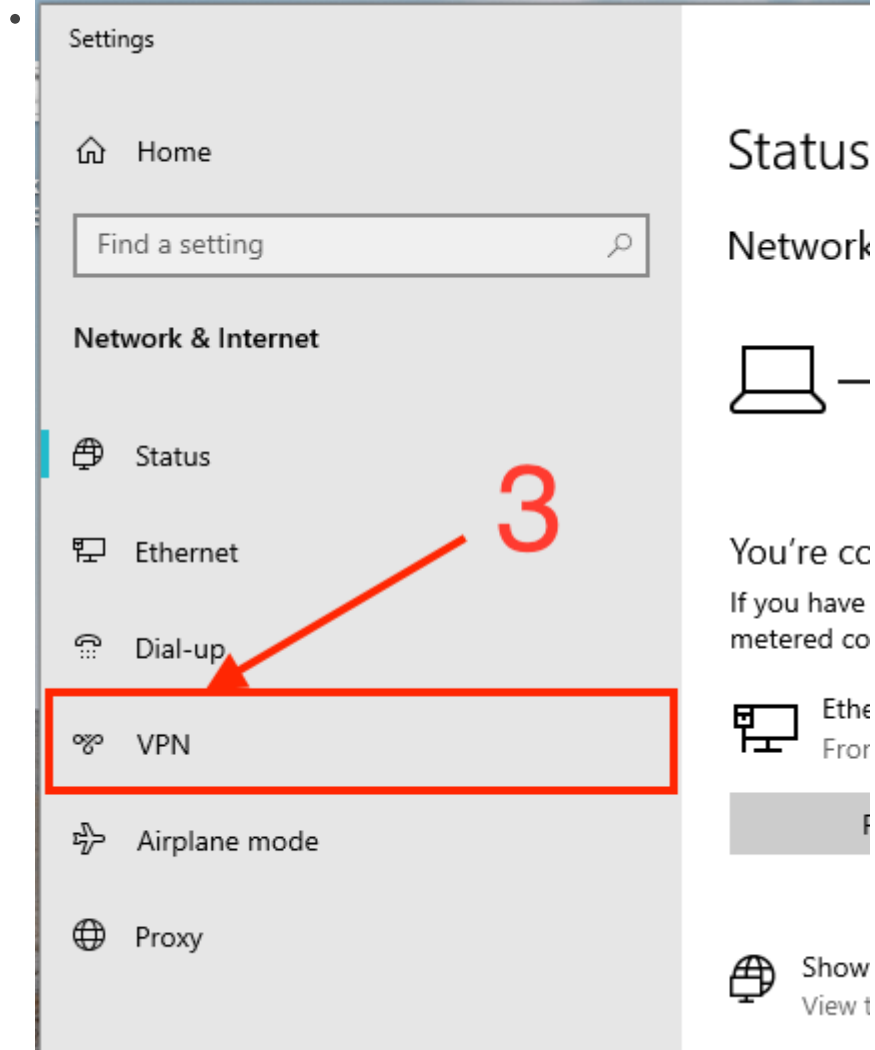 Settings
Home
Find a setting
Network & Internet
Status
Ethernet
3
Dial-up
VPN
Airplane mode
Proxy
Status
Network
You're co
If you have
metered co
Ethe
From
Show
View t